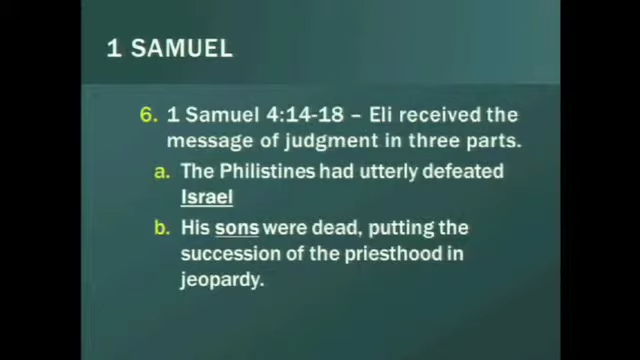 1 SAMUEL
6. 1 Samuel 4:14-18 – Eli received the
message of judgment in three parts.
a. The Philistines had utterly defeated
Israel
b. His sons were dead, putting the
succession of the priesthood in
jeopardy.